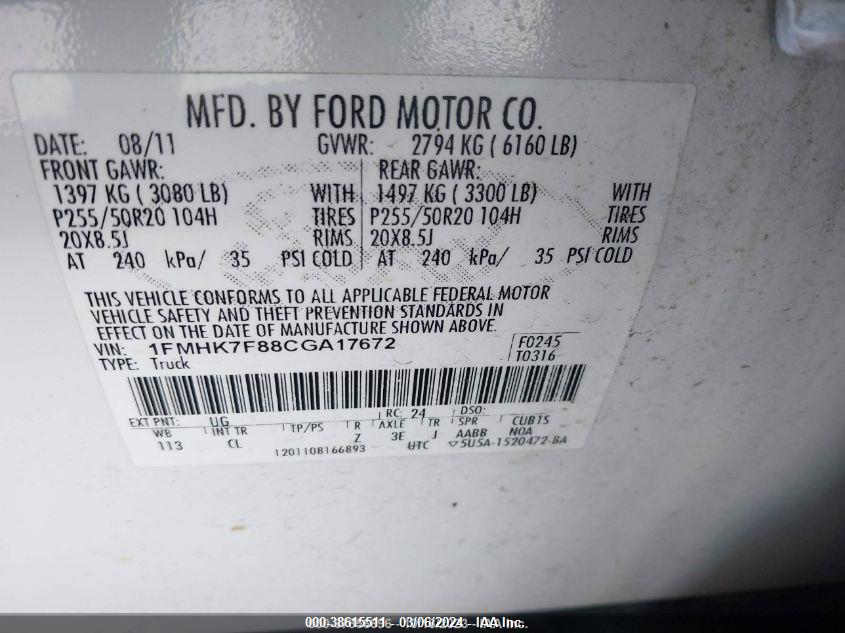 MFD. BY FORD MOTOR CO.
DATE: 08/11 GVWR: 2794 KG ( 6160 LB)
FRONT GAWR: REAR GAWR:
1397 KG ( 3080 LB) WITH 1497 KG ( 3300 LB) WITH
P255/50R20 104H TIRES P255/50R20 104H TIRES
20X8.5J RIMS 20X8.5J RIMS
AT 240 kPa/ 35 PSI COLD AT 240 kPa/ 35 PSI COLD
THIS VEHICLE CONFORMS TO ALL APPLICABLE FEDERAL MOTOR
VEHICLE SAFETY AND THEFT PREVENTION STANDARDS IN
EFFECT ON THE DATE OF MANUFACTURE SHOWN ABOVE.
VIN: 1FMHK7F88CGA17672 F0245
TYPE: Truck T0316
EXT PNT: UG RC: 24 DSO:
WB INT TR TP/PS R AXLE TR SPR CUBTS
113 CL Z 3E J AABB NOA
1201108166893 UTC 5U5A-1520472-BA
000-38615511 - 03/06/2024 - IAA Inc.